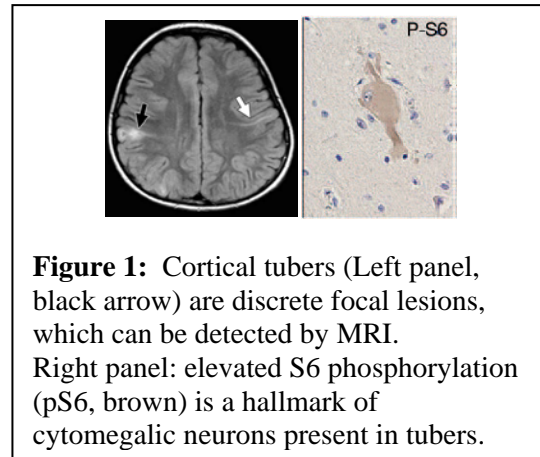 P-S6
Figure 1: Cortical tubers (Left panel,
black arrow) are discrete focal lesions,
which can be detected by MRI.
Right panel: elevated S6 phosphorylation
(pS6, brown) is a hallmark of
cytomegalic neurons present in tubers.